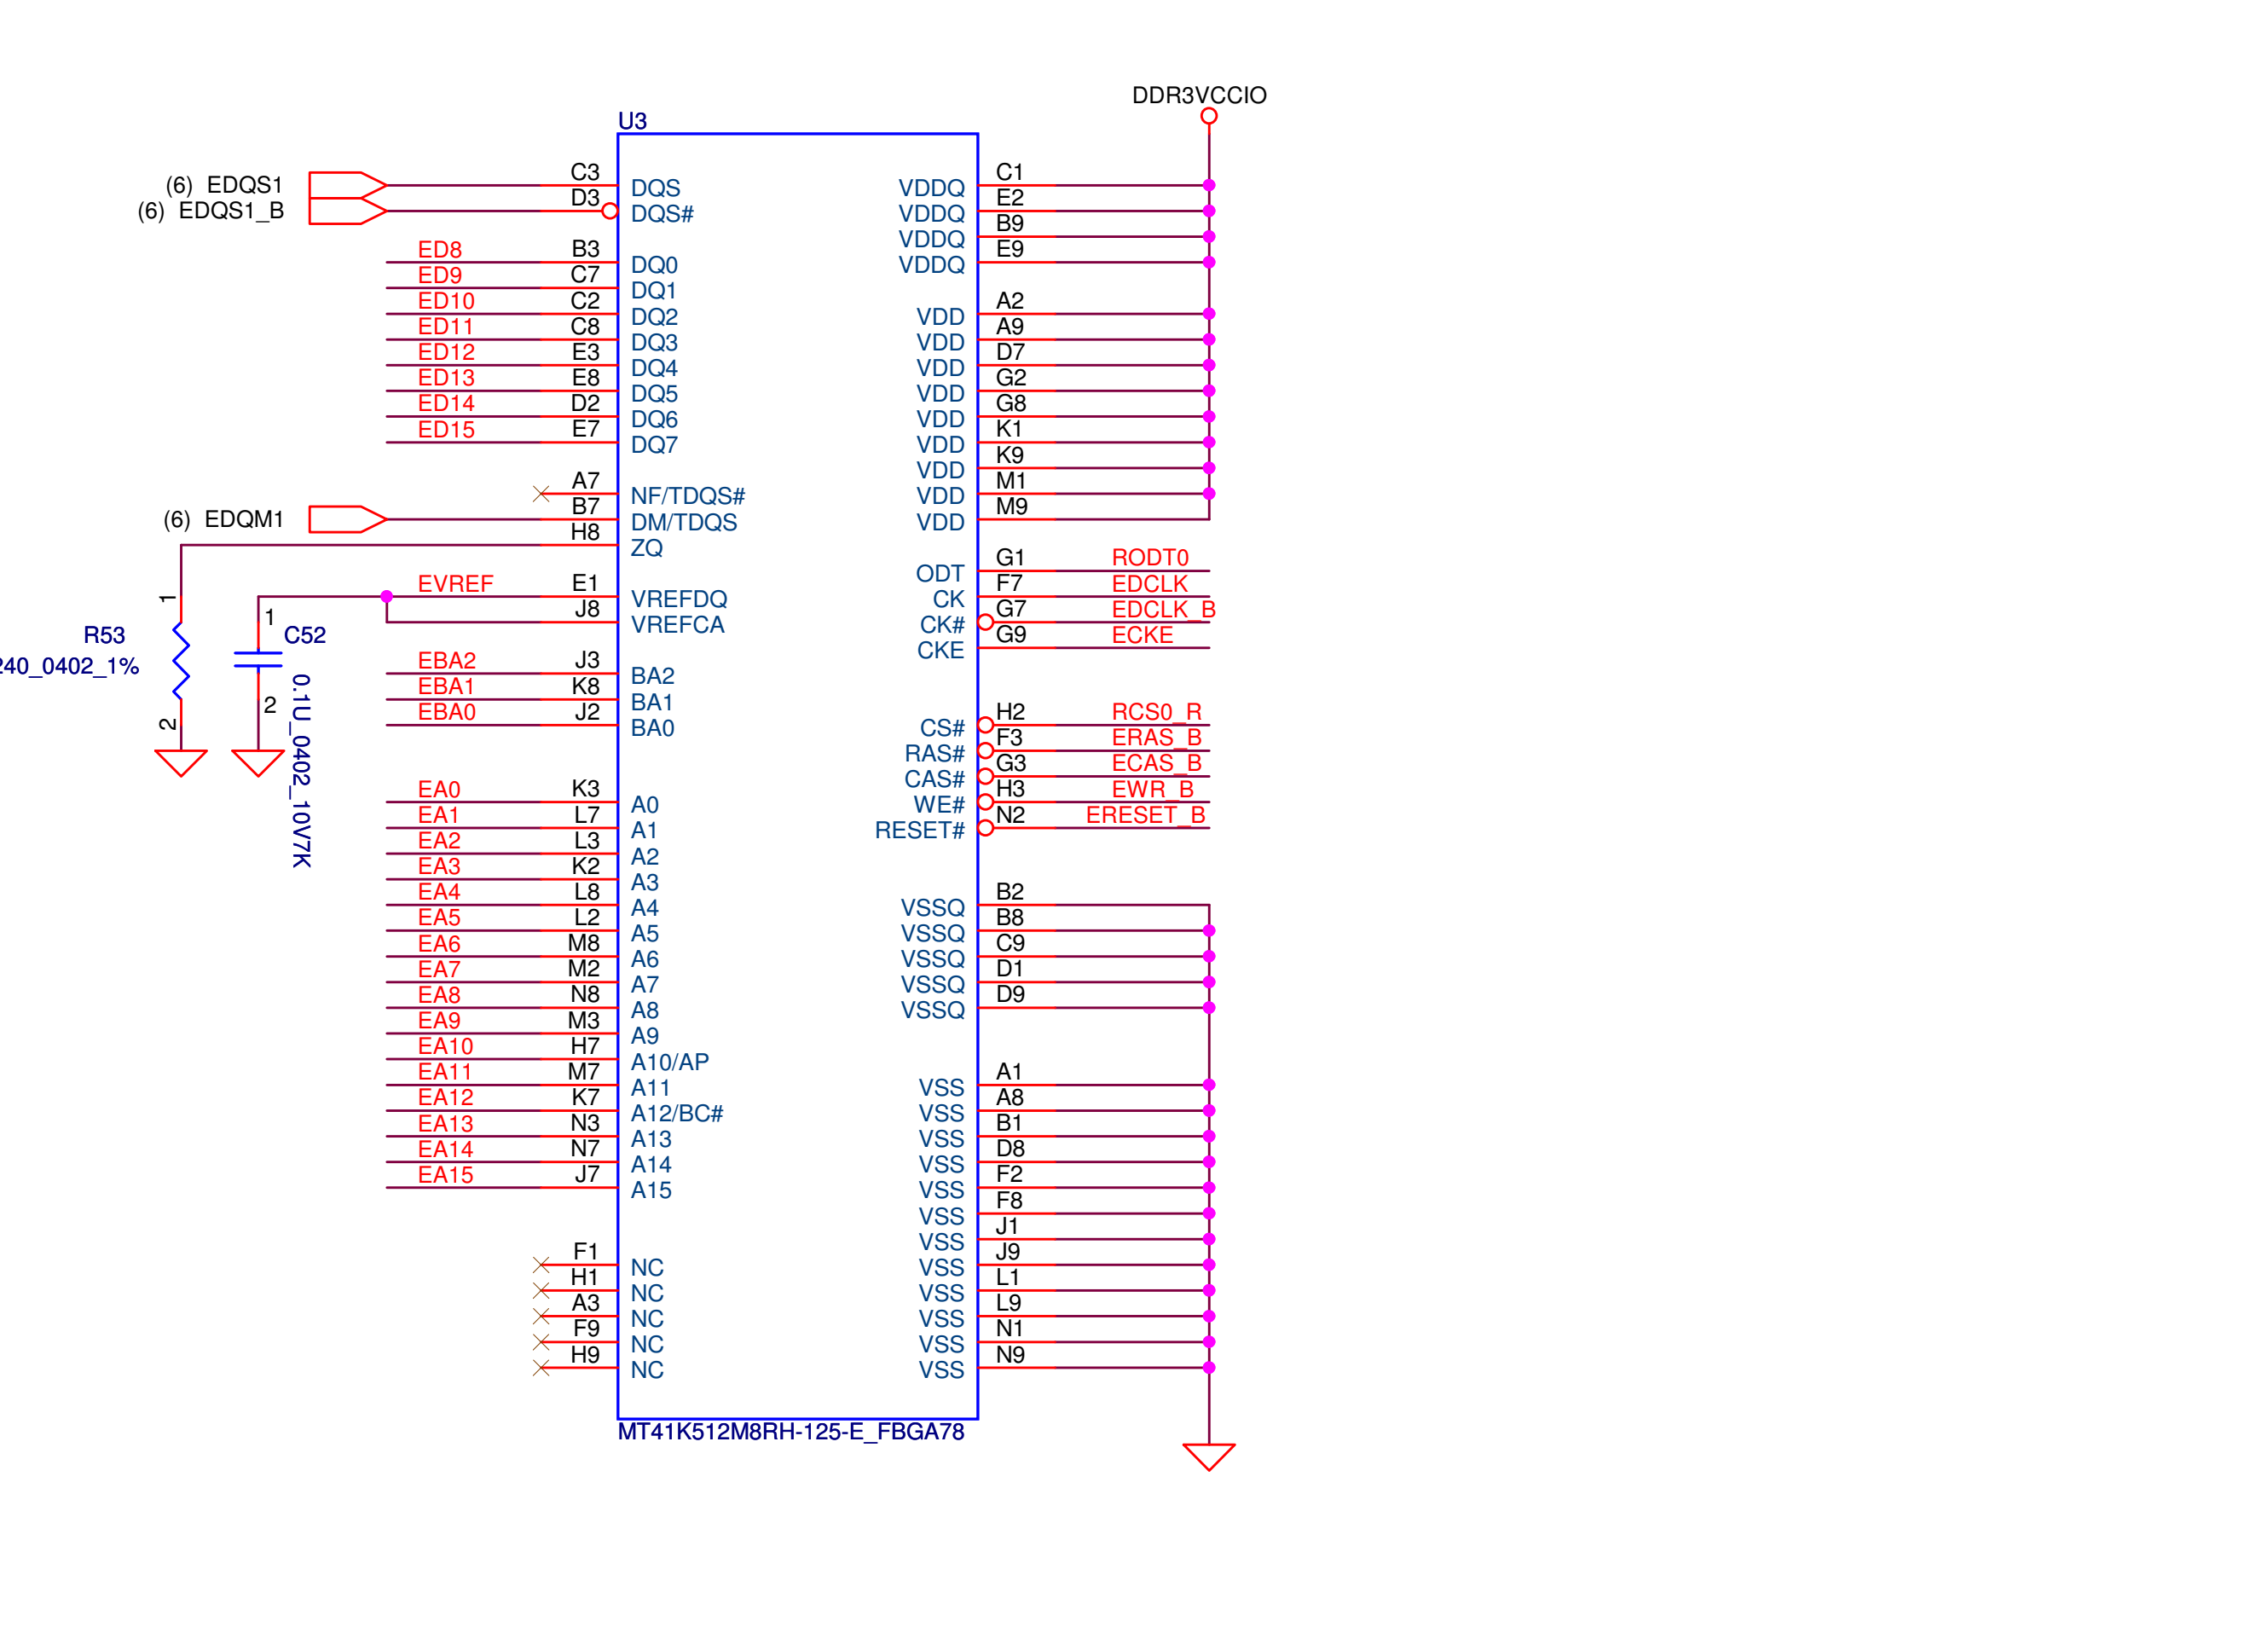 DDR3VCCIO
U3
(6) EDQS1 C3 DQS
(6) EDQS1_B D3 DQS#
ED8 B3 DQ0
ED9 C7 DQ1
ED10 C2 DQ2
ED11 C8 DQ3
ED12 E3 DQ4
ED13 E8 DQ5
ED14 D2 DQ6
ED15 E7 DQ7
A7 NF/TDQS#
(6) EDQM1 B7 DM/TDQS
H8 ZQ
EVREF E1 VREFDQ
J8 VREFCA
1
R53
240_0402_1%
2
1
C52
2
0.1U_0402_10V7K
EBA2 J3 BA2
EBA1 K8 BA1
EBA0 J2 BA0
EA0 K3 A0
EA1 L7 A1
EA2 L3 A2
EA3 K2 A3
EA4 L8 A4
EA5 L2 A5
EA6 M8 A6
EA7 M2 A7
EA8 N8 A8
EA9 M3 A9
EA10 H7 A10/AP
EA11 M7 A11
EA12 K7 A12/BC#
EA13 N3 A13
EA14 N7 A14
EA15 J7 A15
F1 NC
H1 NC
A3 NC
F9 NC
H9 NC
VDDQ C1
VDDQ E2
VDDQ B9
VDDQ E9
VDD A2
VDD A9
VDD D7
VDD G2
VDD G8
VDD K1
VDD K9
VDD M1
VDD M9
ODT G1 RODT0
CK F7 EDCLK
CK# G7 EDCLK_B
CKE G9 ECKE
CS# H2 RCS0_R
RAS# F3 ERAS_B
CAS# G3 ECAS_B
WE# H3 EWR_B
RESET# N2 ERESET_B
VSSQ B2
VSSQ B8
VSSQ C9
VSSQ D1
VSSQ D9
VSS A1
VSS A8
VSS B1
VSS D8
VSS F2
VSS F8
VSS J1
VSS J9
VSS L1
VSS L9
VSS N1
VSS N9
MT41K512M8RH-125-E_FBGA78